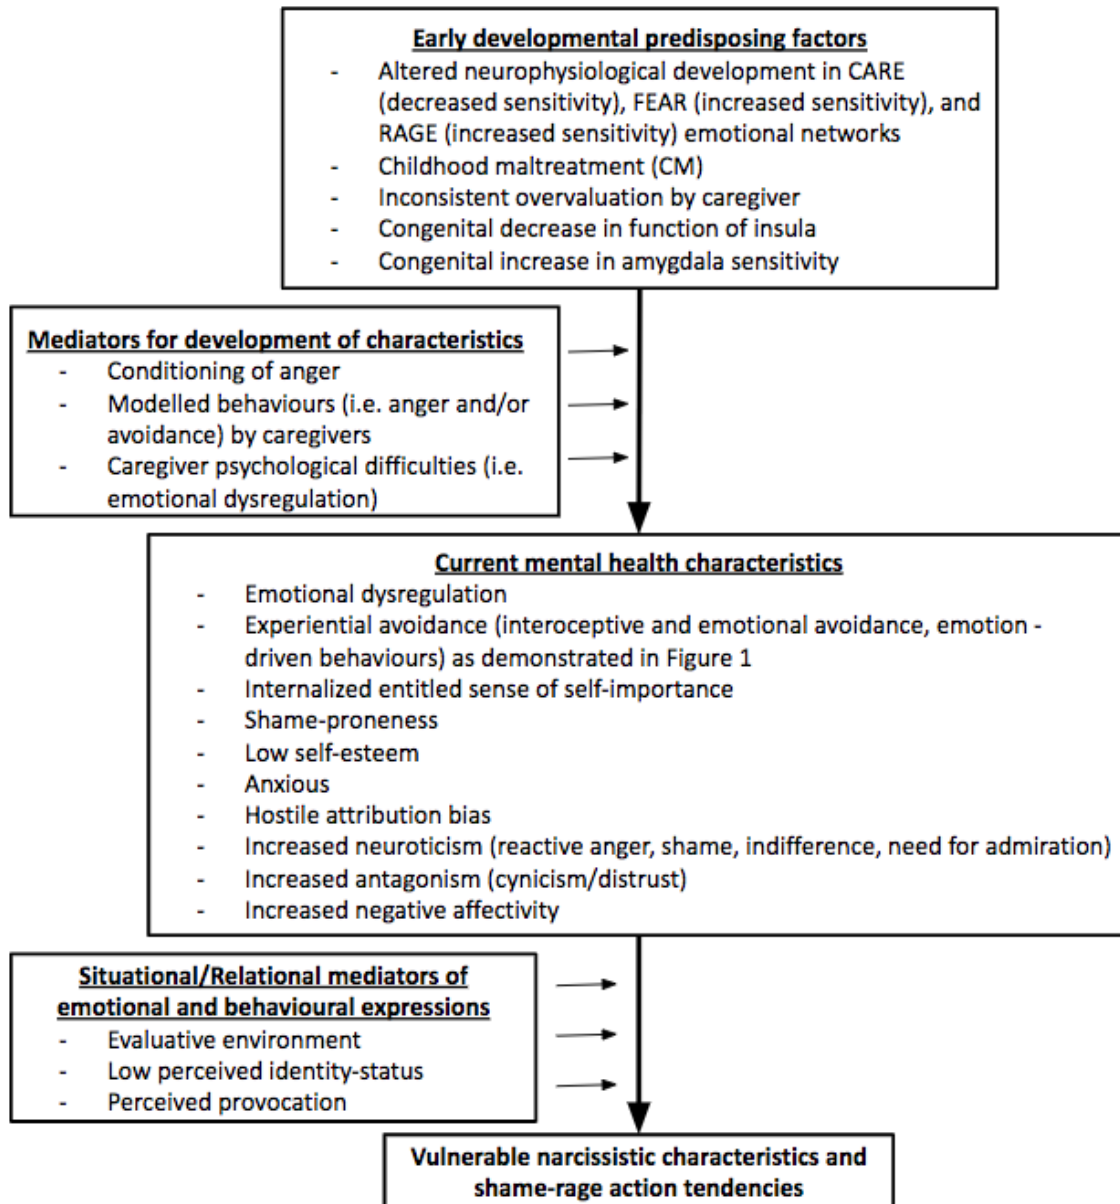 Early developmental predisposing factors
- Altered neurophysiological development in CARE
(decreased sensitivity), FEAR (increased sensitivity), and
RAGE (increased sensitivity) emotional networks
- Childhood maltreatment (CM)
- Inconsistent overvaluation by caregiver
- Congenital decrease in function of insula
- Congenital increase in amygdala sensitivity
Mediators for development of characteristics
- Conditioning of anger
- Modelled behaviours (i.e. anger and/or
avoidance) by caregivers
- Caregiver psychological difficulties (i.e.
emotional dysregulation)
Current mental health characteristics
- Emotional dysregulation
- Experiential avoidance (interoceptive and emotional avoidance, emotion -
driven behaviours) as demonstrated in Figure 1
- Internalized entitled sense of self-importance
- Shame-proneness
- Low self-esteem
- Anxious
- Hostile attribution bias
- Increased neuroticism (reactive anger, shame, indifference, need for admiration)
- Increased antagonism (cynicism/distrust)
- Increased negative affectivity
Situational/Relational mediators of
emotional and behavioural expressions
- Evaluative environment
- Low perceived identity-status
- Perceived provocation
Vulnerable narcissistic characteristics and
shame-rage action tendencies